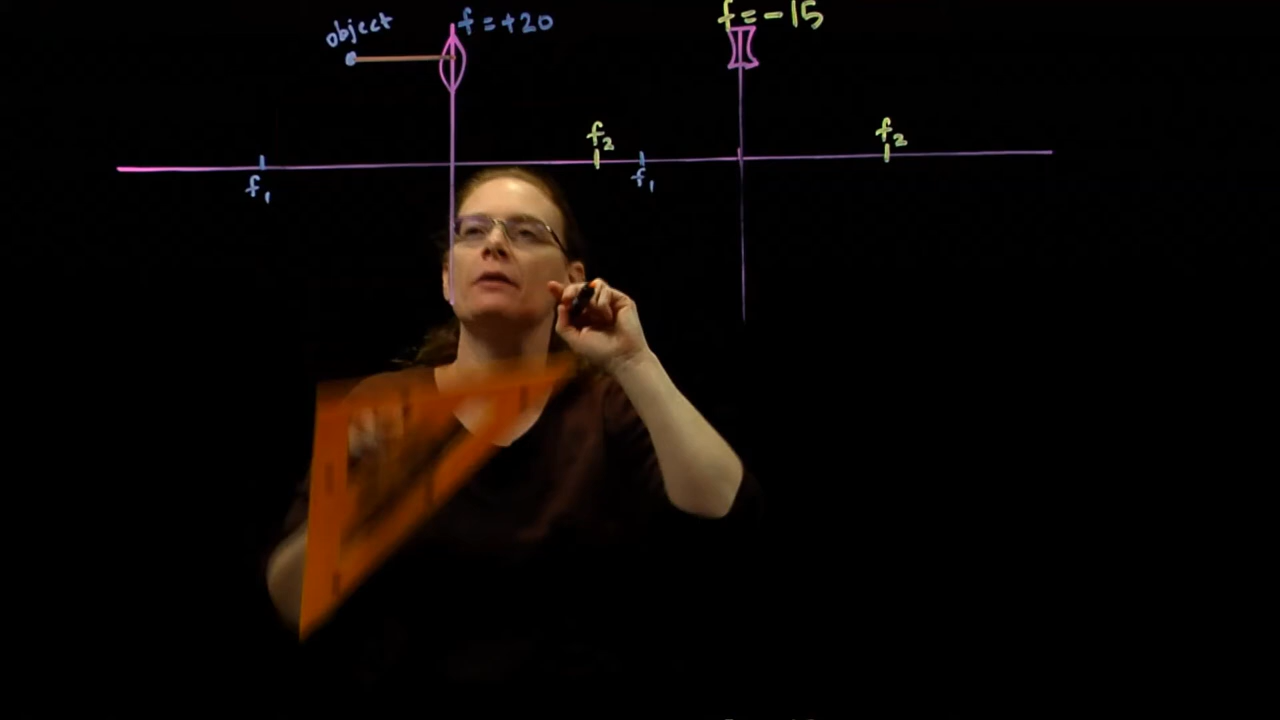 object
f = +20
f = -15
f₂
f₂
f₁
f₁